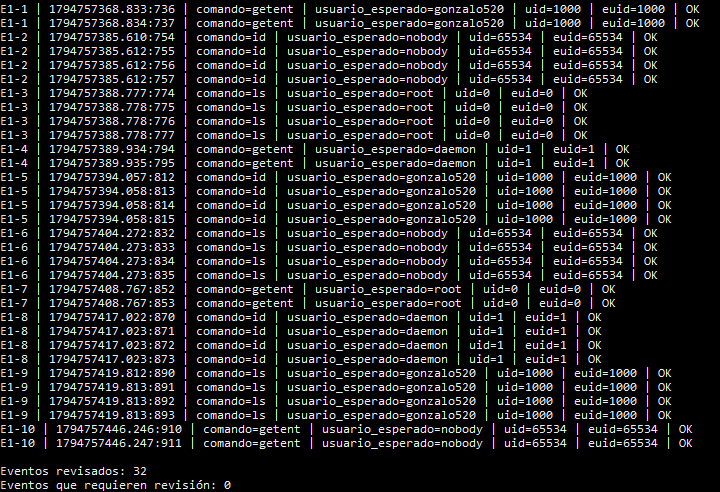 E1-1 | 1794757368.833:736 | comando=getent | usuario_esperado=gonzalo520 | uid=1000 | euid=1000 | OK
E1-1 | 1794757368.834:737 | comando=getent | usuario_esperado=gonzalo520 | uid=1000 | euid=1000 | OK
E1-2 | 1794757385.610:754 | comando=id | usuario_esperado=nobody | uid=65534 | euid=65534 | OK
E1-2 | 1794757385.612:755 | comando=id | usuario_esperado=nobody | uid=65534 | euid=65534 | OK
E1-2 | 1794757385.612:756 | comando=id | usuario_esperado=nobody | uid=65534 | euid=65534 | OK
E1-2 | 1794757385.612:757 | comando=id | usuario_esperado=nobody | uid=65534 | euid=65534 | OK
E1-3 | 1794757388.777:774 | comando=ls | usuario_esperado=root | uid=0 | euid=0 | OK
E1-3 | 1794757388.778:775 | comando=ls | usuario_esperado=root | uid=0 | euid=0 | OK
E1-3 | 1794757388.778:776 | comando=ls | usuario_esperado=root | uid=0 | euid=0 | OK
E1-3 | 1794757388.778:777 | comando=ls | usuario_esperado=root | uid=0 | euid=0 | OK
E1-4 | 1794757389.934:794 | comando=getent | usuario_esperado=daemon | uid=1 | euid=1 | OK
E1-4 | 1794757389.935:795 | comando=getent | usuario_esperado=daemon | uid=1 | euid=1 | OK
E1-5 | 1794757394.057:812 | comando=id | usuario_esperado=gonzalo520 | uid=1000 | euid=1000 | OK
E1-5 | 1794757394.058:813 | comando=id | usuario_esperado=gonzalo520 | uid=1000 | euid=1000 | OK
E1-5 | 1794757394.058:814 | comando=id | usuario_esperado=gonzalo520 | uid=1000 | euid=1000 | OK
E1-5 | 1794757394.058:815 | comando=id | usuario_esperado=gonzalo520 | uid=1000 | euid=1000 | OK
E1-6 | 1794757404.272:832 | comando=ls | usuario_esperado=nobody | uid=65534 | euid=65534 | OK
E1-6 | 1794757404.273:833 | comando=ls | usuario_esperado=nobody | uid=65534 | euid=65534 | OK
E1-6 | 1794757404.273:834 | comando=ls | usuario_esperado=nobody | uid=65534 | euid=65534 | OK
E1-6 | 1794757404.273:835 | comando=ls | usuario_esperado=nobody | uid=65534 | euid=65534 | OK
E1-7 | 1794757408.767:852 | comando=getent | usuario_esperado=root | uid=0 | euid=0 | OK
E1-7 | 1794757408.767:853 | comando=getent | usuario_esperado=root | uid=0 | euid=0 | OK
E1-8 | 1794757417.022:870 | comando=id | usuario_esperado=daemon | uid=1 | euid=1 | OK
E1-8 | 1794757417.023:871 | comando=id | usuario_esperado=daemon | uid=1 | euid=1 | OK
E1-8 | 1794757417.023:872 | comando=id | usuario_esperado=daemon | uid=1 | euid=1 | OK
E1-8 | 1794757417.023:873 | comando=id | usuario_esperado=daemon | uid=1 | euid=1 | OK
E1-9 | 1794757419.812:890 | comando=ls | usuario_esperado=gonzalo520 | uid=1000 | euid=1000 | OK
E1-9 | 1794757419.813:891 | comando=ls | usuario_esperado=gonzalo520 | uid=1000 | euid=1000 | OK
E1-9 | 1794757419.813:892 | comando=ls | usuario_esperado=gonzalo520 | uid=1000 | euid=1000 | OK
E1-9 | 1794757419.813:893 | comando=ls | usuario_esperado=gonzalo520 | uid=1000 | euid=1000 | OK
E1-10 | 1794757446.246:910 | comando=getent | usuario_esperado=nobody | uid=65534 | euid=65534 | OK
E1-10 | 1794757446.247:911 | comando=getent | usuario_esperado=nobody | uid=65534 | euid=65534 | OK
Eventos revisados: 32
Eventos que requieren revisión: 0